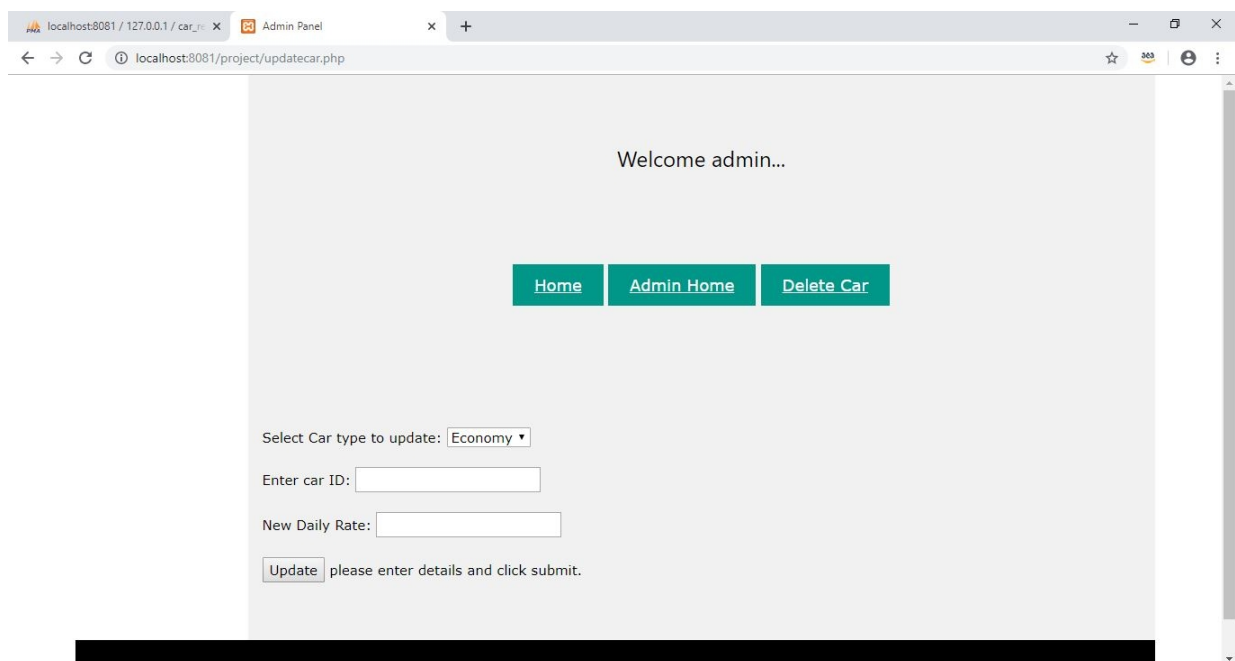 localhost:8081 / 127.0.0.1 / car_re
Admin Panel
localhost:8081/project/updatecar.php
Welcome admin...
Home Admin Home Delete Car
Select Car type to update: Economy
Enter car ID:
New Daily Rate:
Update please enter details and click submit.